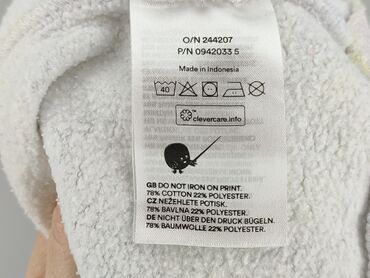 O/N 244207
P/N 0942033 5
Made in Indonesia
40
clevercare.info
GB DO NOT IRON ON PRINT.
78% COTTON 22% POLYESTER.
CZ NEŽEHLETE POTISK.
78% BAVLNA 22% POLYESTER.
DE NICHT ÜBER DEN DRUCK BÜGELN.
78% BAUMWOLLE 22% POLYESTER.